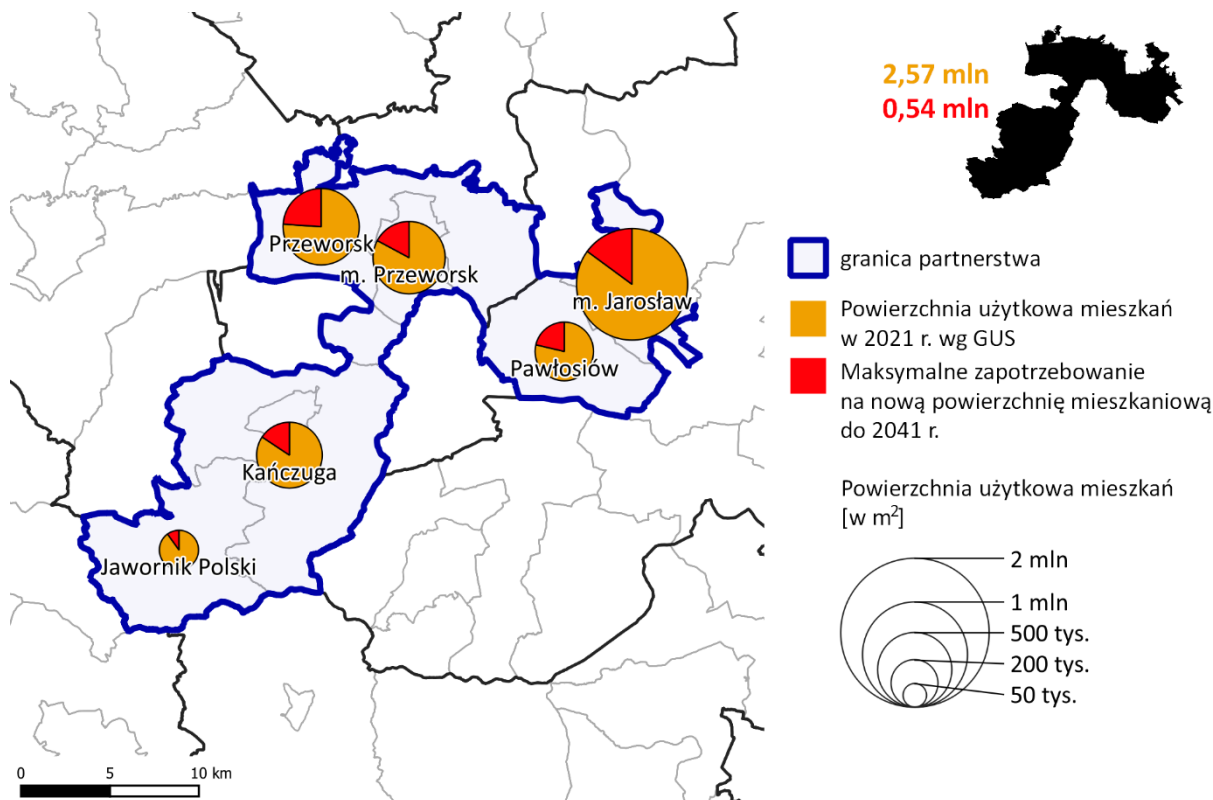 2,57 mln
0,54 mln
Przeworsk
m. Przeworsk
m. Jarosław
Pawłosiów
Kańczuga
Jawornik Polski
0 5 10 km
granica partnerstwa
Powierzchnia użytkowa mieszkań
w 2021 r. wg GUS
Maksymalne zapotrzebowanie
na nową powierzchnię mieszkaniową
do 2041 r.
Powierzchnia użytkowa mieszkań
[w m²]
2 mln
1 mln
500 tys.
200 tys.
50 tys.